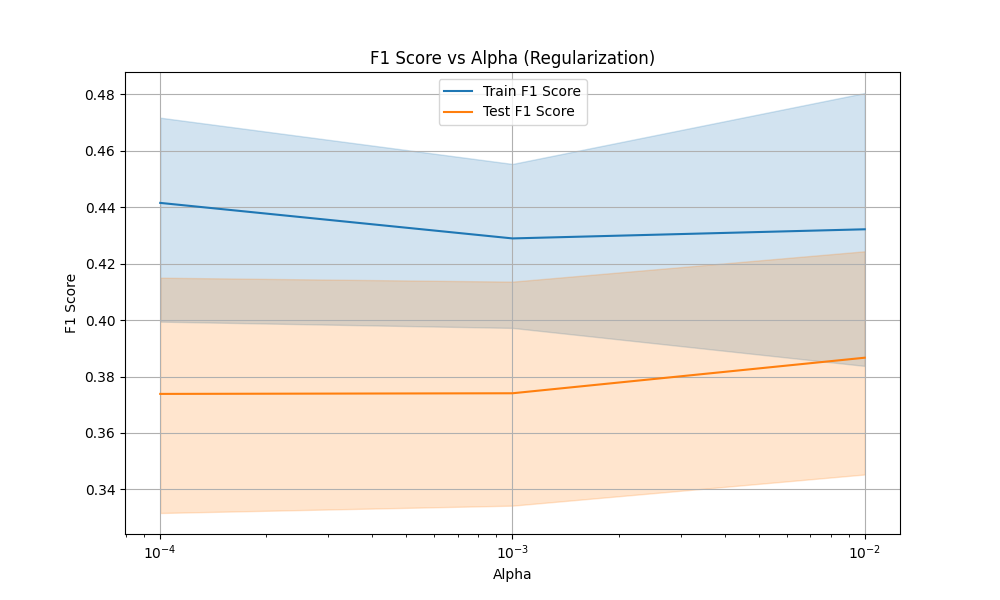 F1 Score vs Alpha (Regularization)
Train F1 Score
Test F1 Score
F1 Score
0.48
0.46
0.44
0.42
0.40
0.38
0.36
0.34
10⁻⁴
10⁻³
10⁻²
Alpha